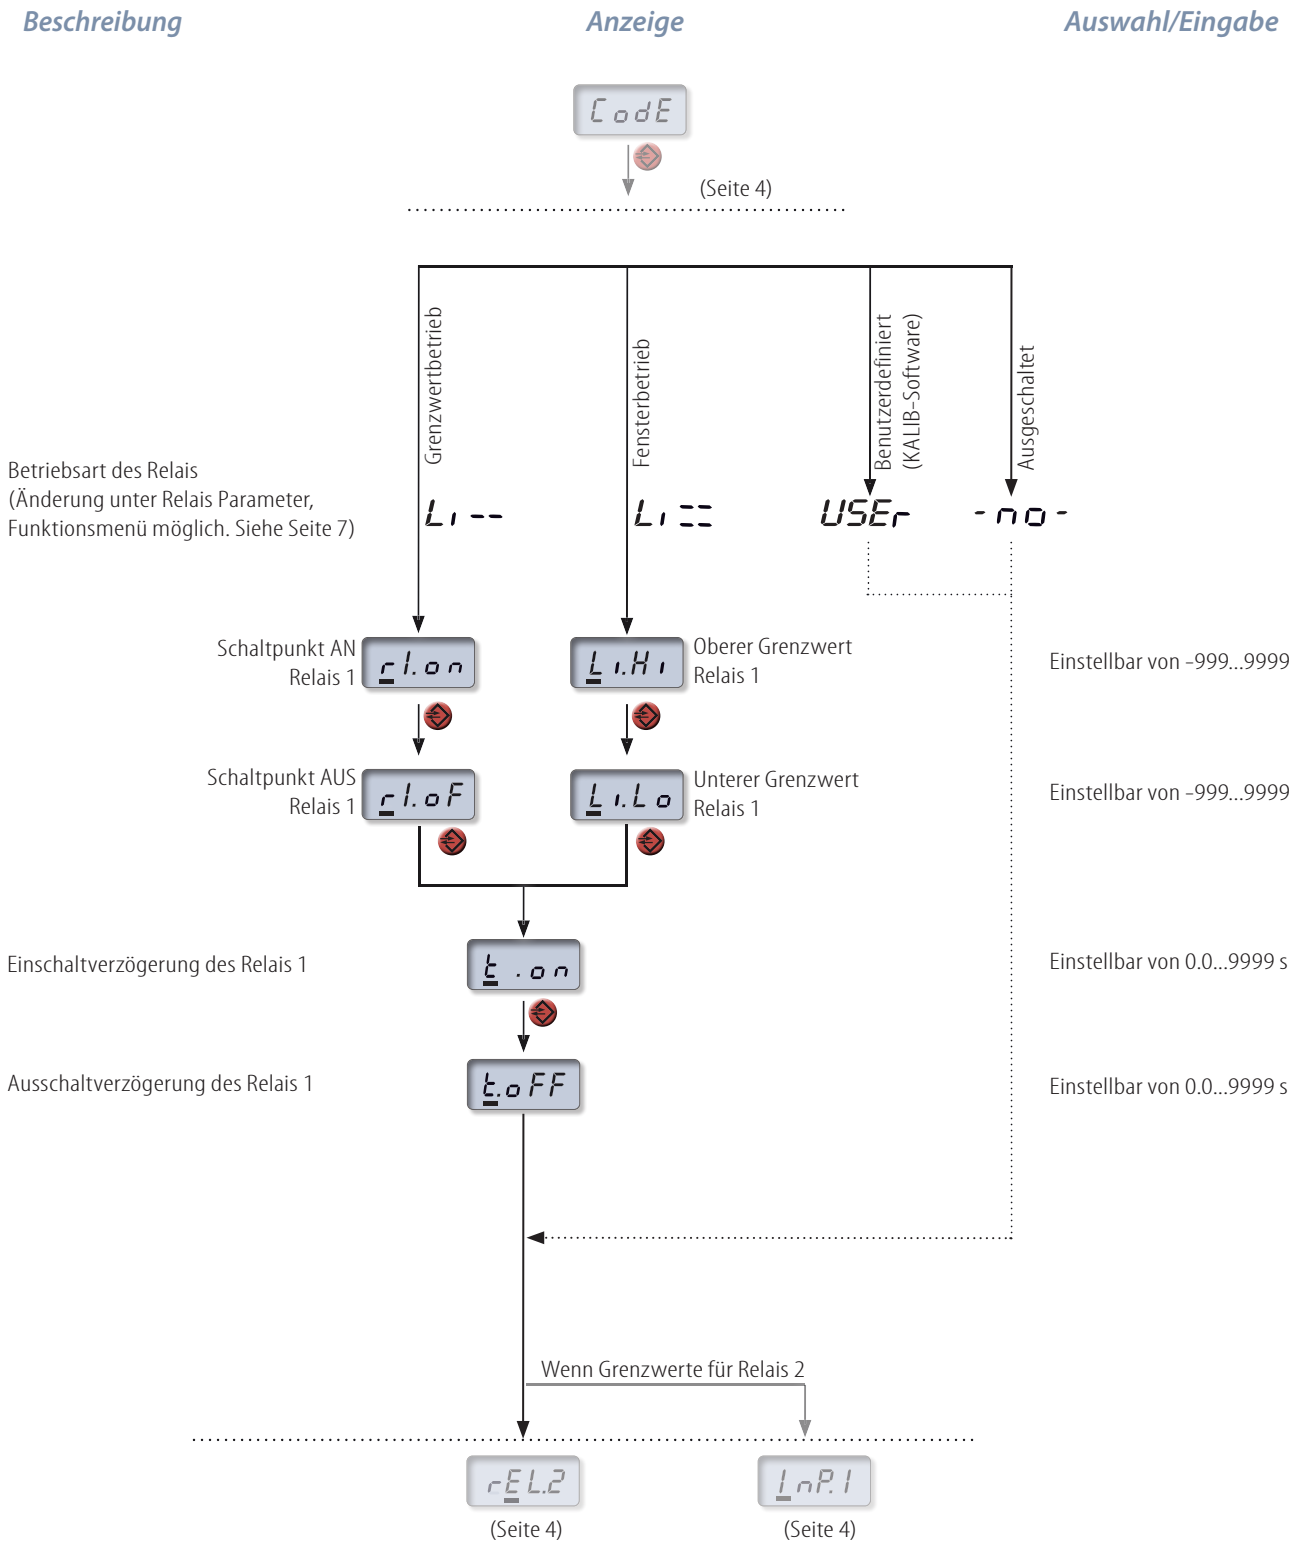 Beschreibung Anzeige Auswahl/Eingabe
CodE
(Seite 4)
Grenzwertbetrieb
Fensterbetrieb
Benutzerdefiniert
(KALIB-Software)
Ausgeschaltet
Betriebsart des Relais
(Änderung unter Relais Parameter,
Funktionsmenü möglich. Siehe Seite 7)
Li-- Li== USEr -no-
Schaltpunkt AN
Relais 1
r1.on
Li.Hi
Oberer Grenzwert
Relais 1
Einstellbar von -999...9999
Schaltpunkt AUS
Relais 1
r1.oF
Li.Lo
Unterer Grenzwert
Relais 1
Einstellbar von -999...9999
Einschaltverzögerung des Relais 1
t .on
Einstellbar von 0.0...9999 s
Ausschaltverzögerung des Relais 1
t.oFF
Einstellbar von 0.0...9999 s
Wenn Grenzwerte für Relais 2
rEL.2 InP.1
(Seite 4) (Seite 4)